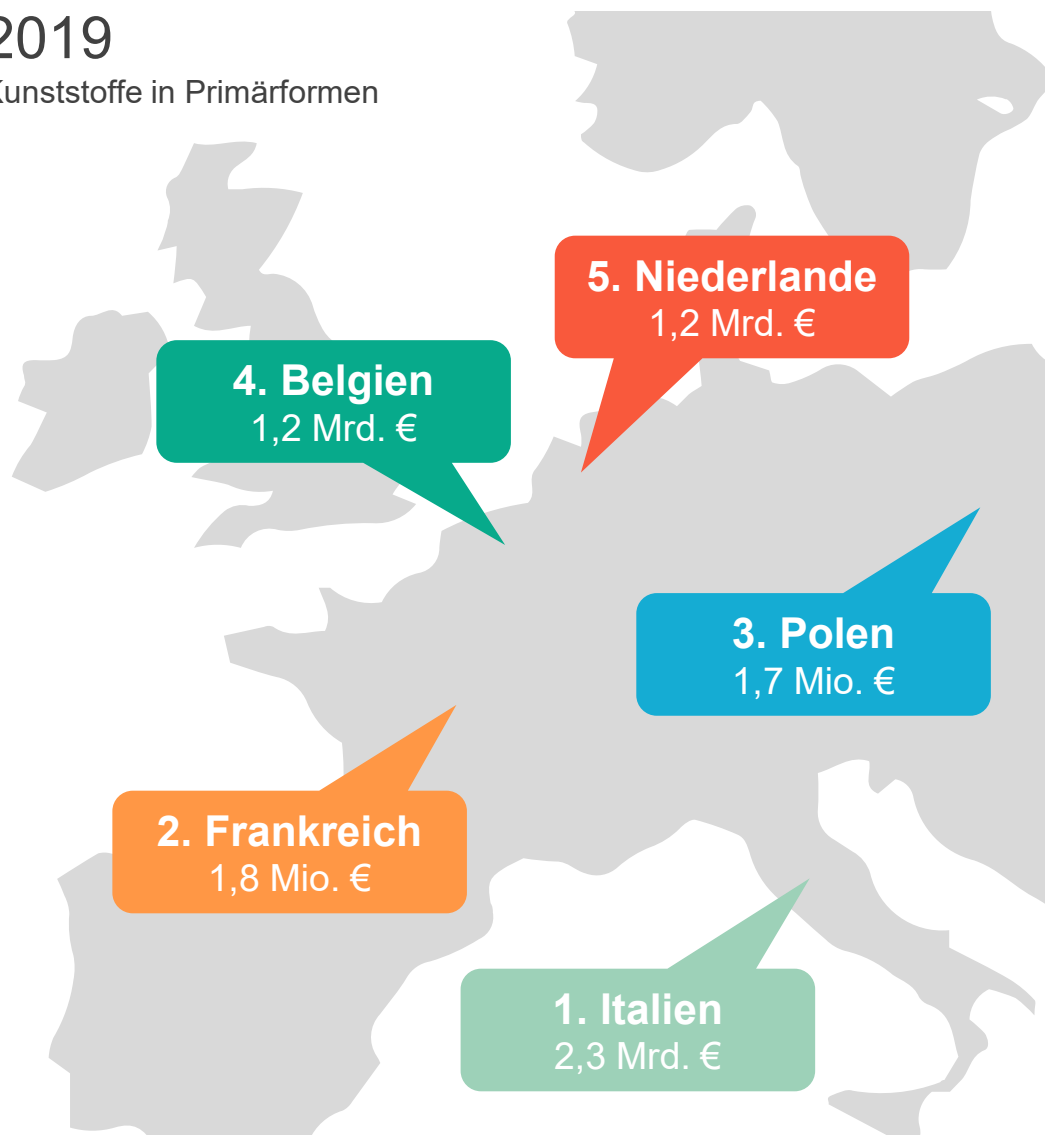 2019
Kunststoffe in Primärformen
5. Niederlande
1,2 Mrd. €
4. Belgien
1,2 Mrd. €
3. Polen
1,7 Mio. €
2. Frankreich
1,8 Mio. €
1. Italien
2,3 Mrd. €